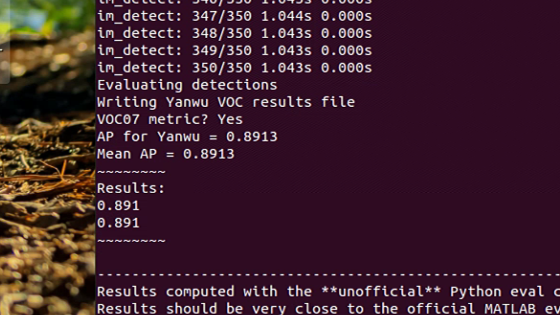 im_detect: 346/350 1.043s 0.000s
im_detect: 347/350 1.044s 0.000s
im_detect: 348/350 1.043s 0.000s
im_detect: 349/350 1.043s 0.000s
im_detect: 350/350 1.043s 0.000s
Evaluating detections
Writing Yanwu VOC results file
VOC07 metric? Yes
AP for Yanwu = 0.8913
Mean AP = 0.8913
~~~~~~~~
Results:
0.891
0.891
~~~~~~~~
--------------------------------------------------------------
Results computed with the **unofficial** Python eval c
Results should be very close to the official MATLAB ev